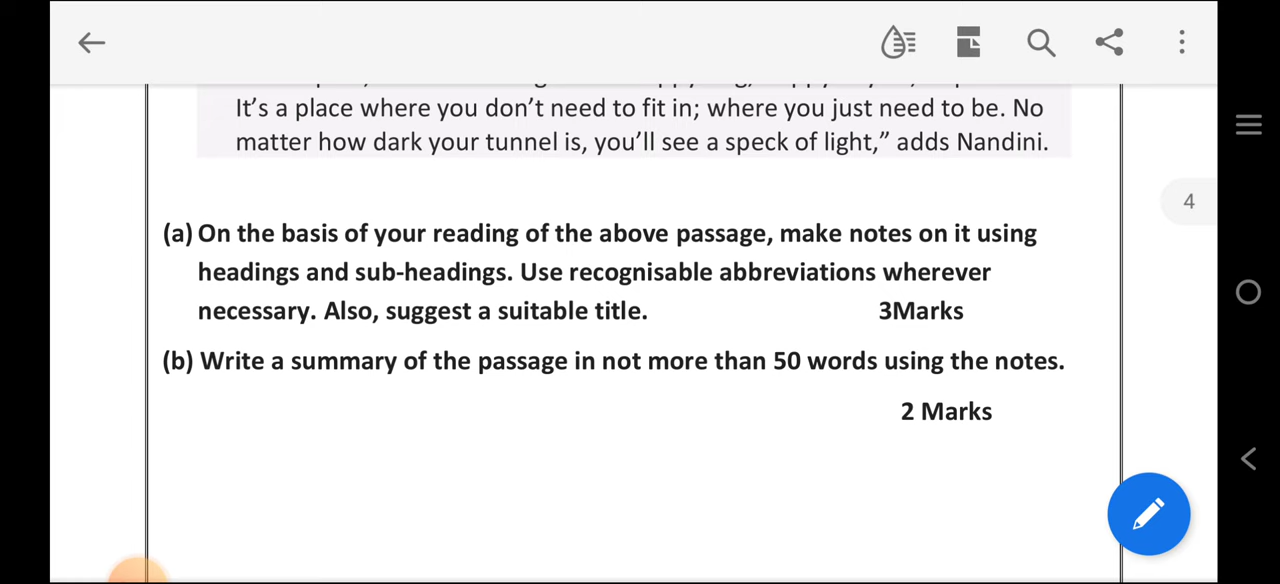 It's a place where you don't need to fit in; where you just need to be. No
matter how dark your tunnel is, you'll see a speck of light,” adds Nandini.
4
(a) On the basis of your reading of the above passage, make notes on it using
headings and sub-headings. Use recognisable abbreviations wherever
necessary. Also, suggest a suitable title. 3Marks
(b) Write a summary of the passage in not more than 50 words using the notes.
2 Marks